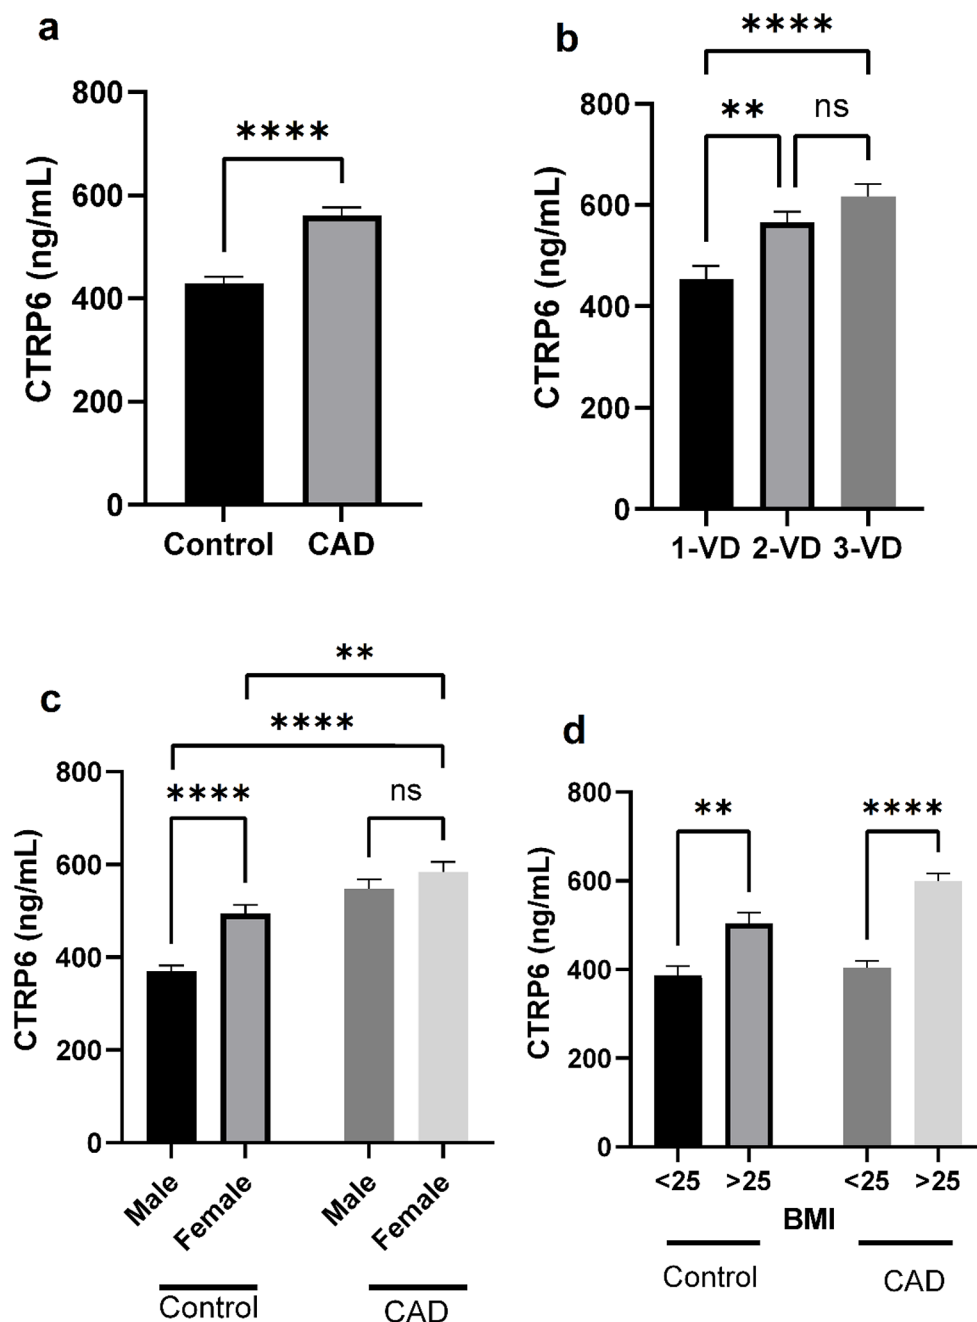 a
****
CTRP6 (ng/mL)
800
600
400
200
0
Control CAD
b
****
** ns
CTRP6 (ng/mL)
800
600
400
200
0
1-VD 2-VD 3-VD
c
**
****
**** ns
CTRP6 (ng/mL)
800
600
400
200
0
Male Female Male Female
Control CAD
d
** ****
CTRP6 (ng/mL)
800
600
400
200
0
<25 >25 <25 >25
BMI
Control CAD